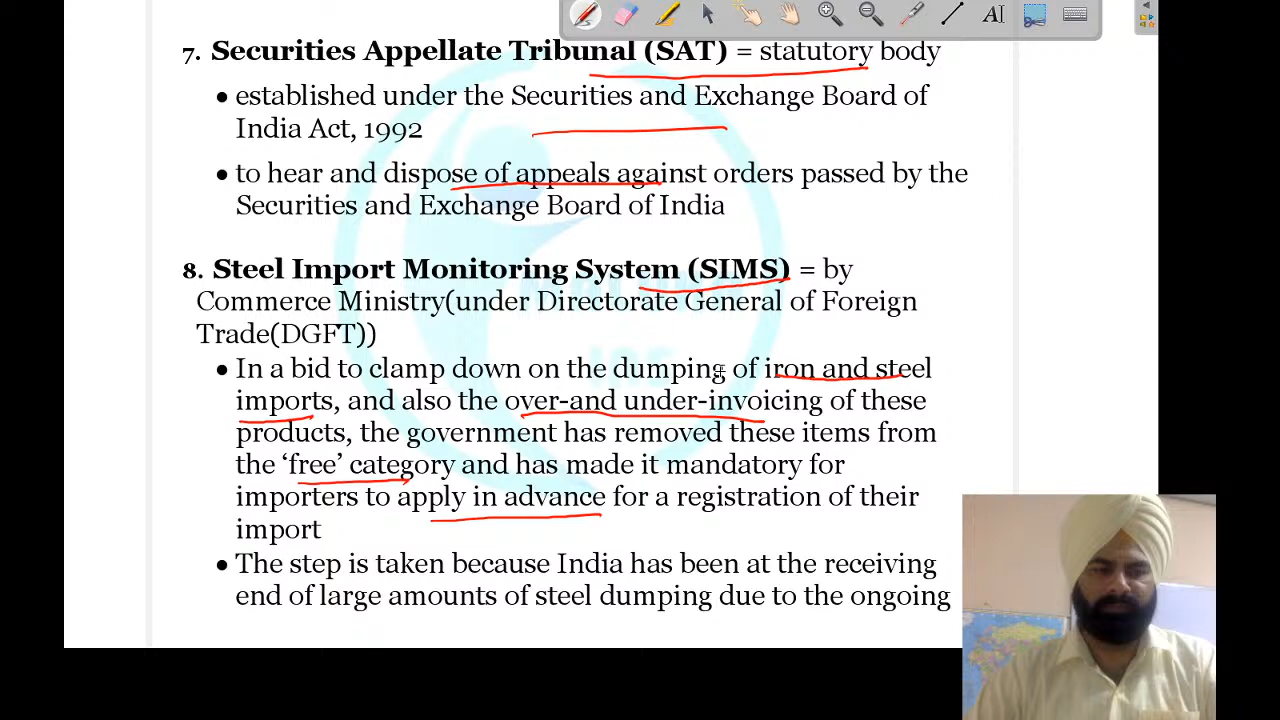 7. Securities Appellate Tribunal (SAT) = statutory body
• established under the Securities and Exchange Board of
India Act, 1992
• to hear and dispose of appeals against orders passed by the
Securities and Exchange Board of India
8. Steel Import Monitoring System (SIMS) = by
Commerce Ministry(under Directorate General of Foreign
Trade(DGFT))
• In a bid to clamp down on the dumping of iron and steel
imports, and also the over-and under-invoicing of these
products, the government has removed these items from
the ‘free’ category and has made it mandatory for
importers to apply in advance for a registration of their
import
• The step is taken because India has been at the receiving
end of large amounts of steel dumping due to the ongoing